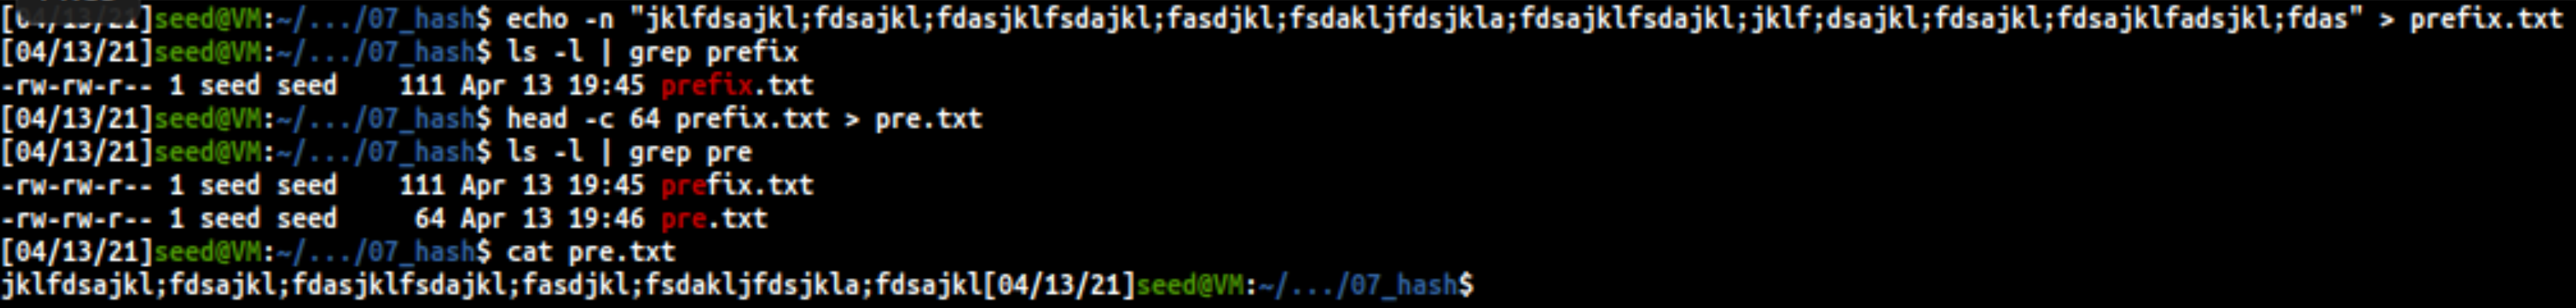 [04/13/21]seed@VM:~/.../07_hash$ echo -n "jklfdsajkl;fdsajkl;fdasjklfsdajkl;fasdjkl;fsdakljfdsjkla;fdsajklfsdajkl;jklf;dsajkl;fdsajkl;fdsajklfadsjkl;fdas" > prefix.txt
[04/13/21]seed@VM:~/.../07_hash$ ls -l | grep prefix
-rw-rw-r-- 1 seed seed    111 Apr 13 19:45 prefix.txt
[04/13/21]seed@VM:~/.../07_hash$ head -c 64 prefix.txt > pre.txt
[04/13/21]seed@VM:~/.../07_hash$ ls -l | grep pre
-rw-rw-r-- 1 seed seed    111 Apr 13 19:45 prefix.txt
-rw-rw-r-- 1 seed seed     64 Apr 13 19:46 pre.txt
[04/13/21]seed@VM:~/.../07_hash$ cat pre.txt
jklfdsajkl;fdsajkl;fdasjklfsdajkl;fasdjkl;fsdakljfdsjkla;fdsajkl[04/13/21]seed@VM:~/.../07_hash$